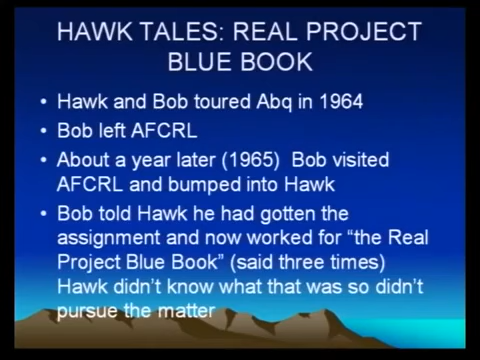 HAWK TALES: REAL PROJECT
BLUE BOOK
• Hawk and Bob toured Abq in 1964
• Bob left AFCRL
• About a year later (1965)  Bob visited
AFCRL and bumped into Hawk
• Bob told Hawk he had gotten the
assignment and now worked for “the Real
Project Blue Book” (said three times)
Hawk didn’t know what that was so didn’t
pursue the matter